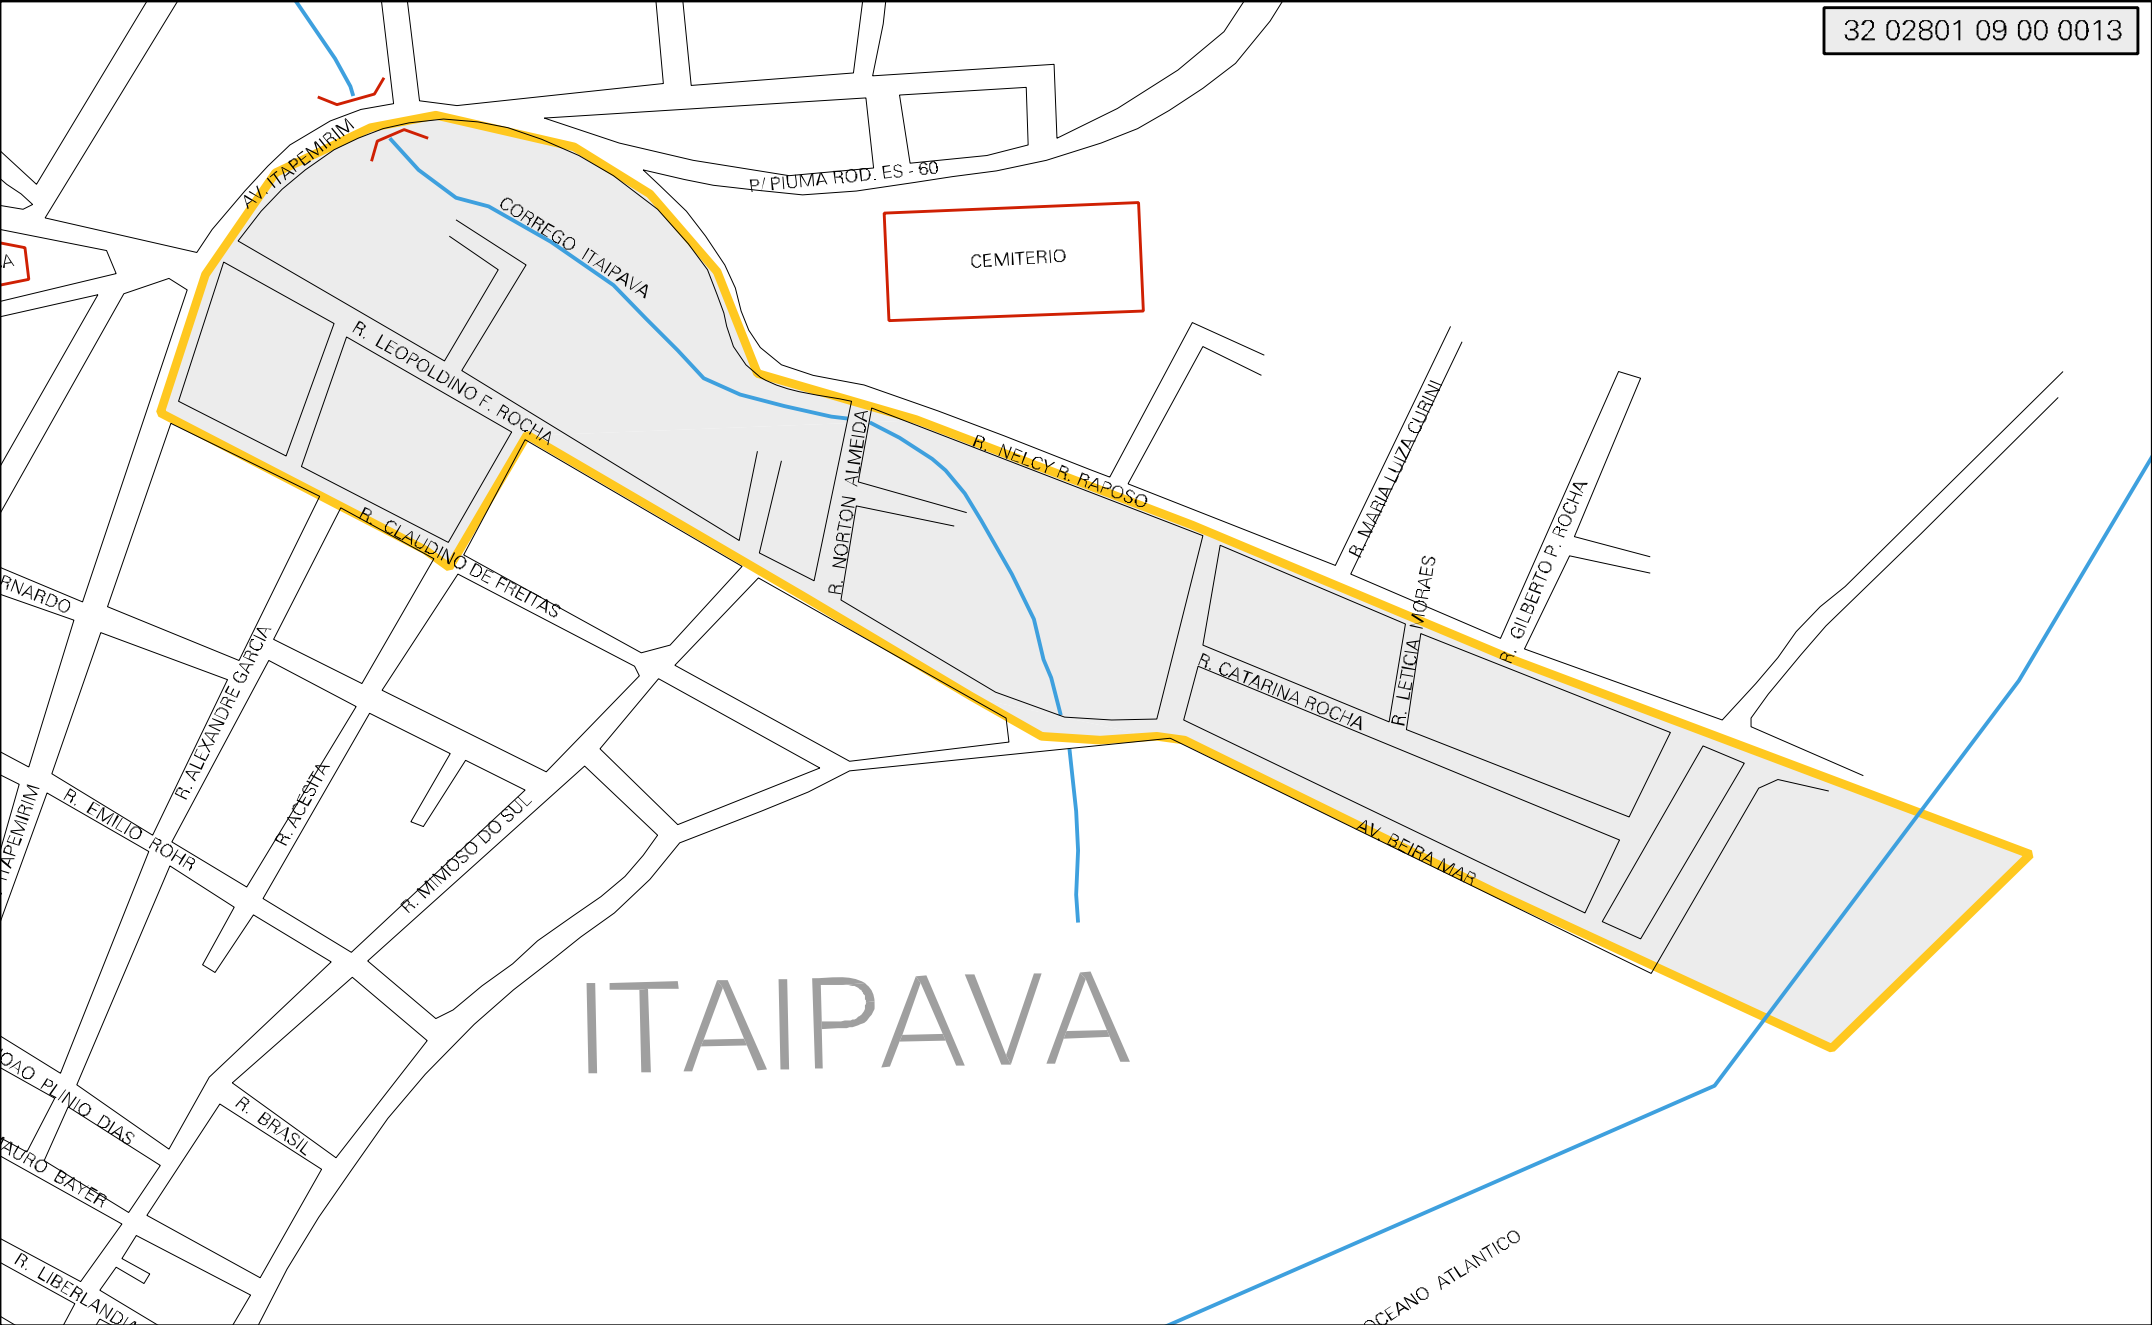 32 02801 09 00 0013
AV. ITAPEMIRIM
P/ PIUMA ROD. ES - 60
CORREGO ITAIPAVA
CEMITERIO
A
R. LEOPOLDINO F. ROCHA
R. NORTON ALMEIDA
R. NELCY R. RAPOSO
R. MARIA LUIZA CURINI
R. GILBERTO P. ROCHA
R. CLAUDINO DE FREITAS
R. LETICIA MORAES
R. CATARINA ROCHA
RNARDO
R. ALEXANDRE GARCIA
R. ACESITA
R. EMILIO ROHR
R. MIMOSO DO SUL
ITAPEMIRIM
AV. BEIRA MAR
ITAIPAVA
OAO PLINIO DIAS
R. BRASIL
MAURO BAYER
R. LIBERLANDIA
OCEANO ATLANTICO